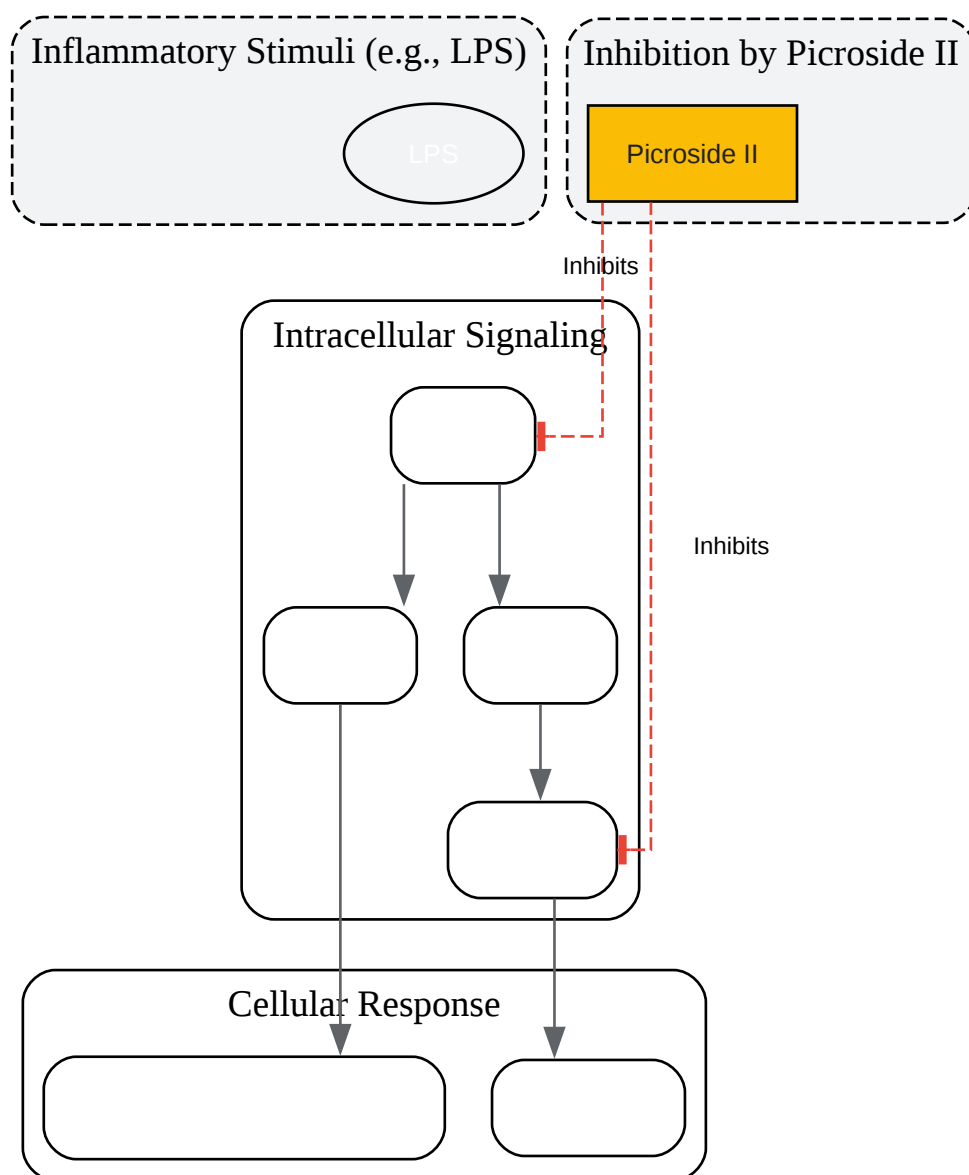 Inflammatory Stimuli (e.g., LPS)
Inhibition by Picroside II
LPS
Picroside II
Inhibits
Intracellular Signaling
Inhibits
Cellular Response